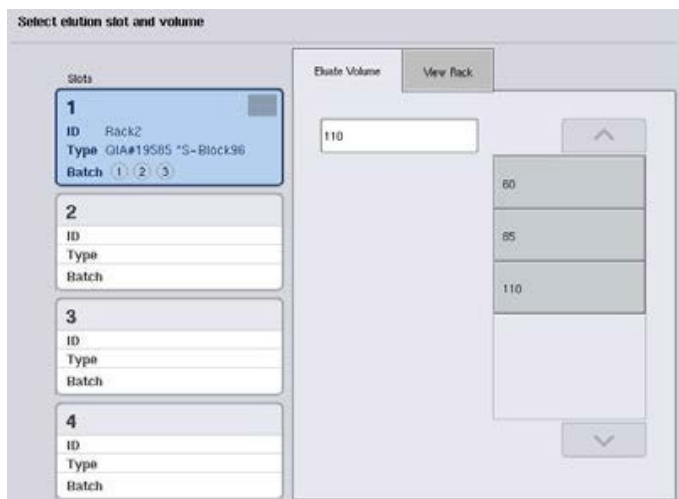 Select elution slot and volume
Slots
1
ID Rack2
Type QIA#19585 *S-Block96
Batch 1 2 3
2
ID
Type
Batch
3
ID
Type
Batch
4
ID
Type
Batch
Eluate Volume
View Rack
110
60
85
110